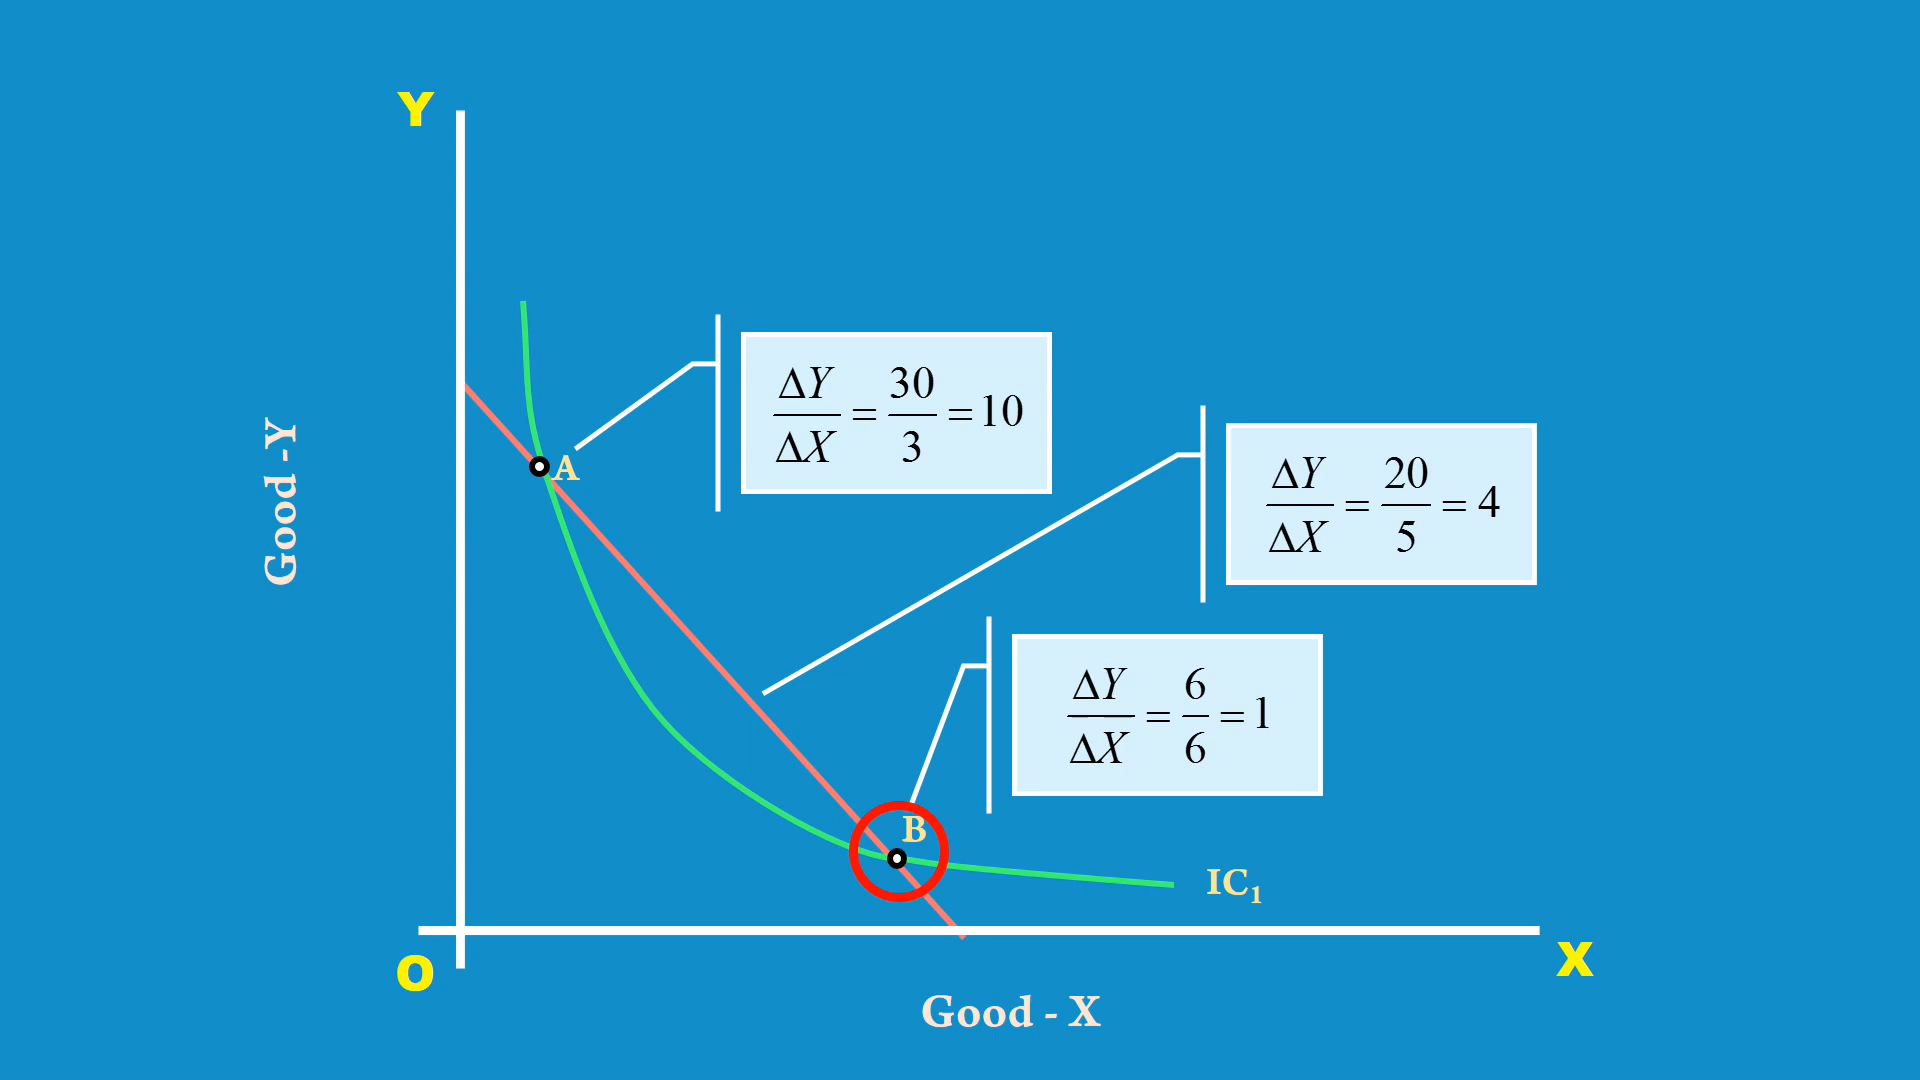 Y
Good -Y
A
ΔY/ΔX = 30/3 = 10
ΔY/ΔX = 20/5 = 4
ΔY/ΔX = 6/6 = 1
B
IC₁
O
X
Good - X